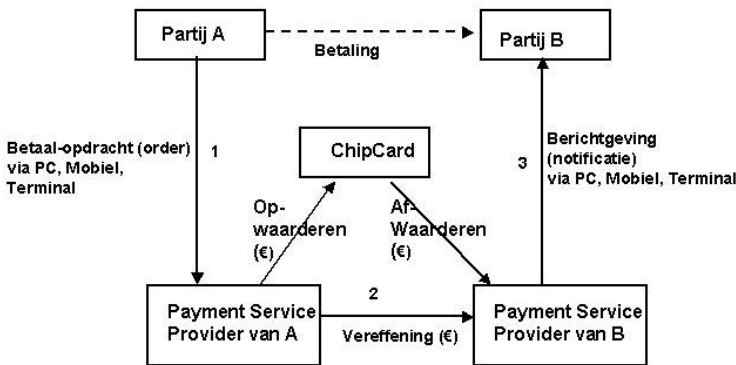 Partij A
Betaling
Partij B
Betaal-opdracht (order)
via PC, Mobiel,
Terminal
1
ChipCard
3
Berichtgeving
(notificatie)
via PC, Mobiel, Terminal
Op-
waarderen
(€)
Af-
Waarderen
(€)
Payment Service
Provider van A
2
Vereffening (€)
Payment Service
Provider van B